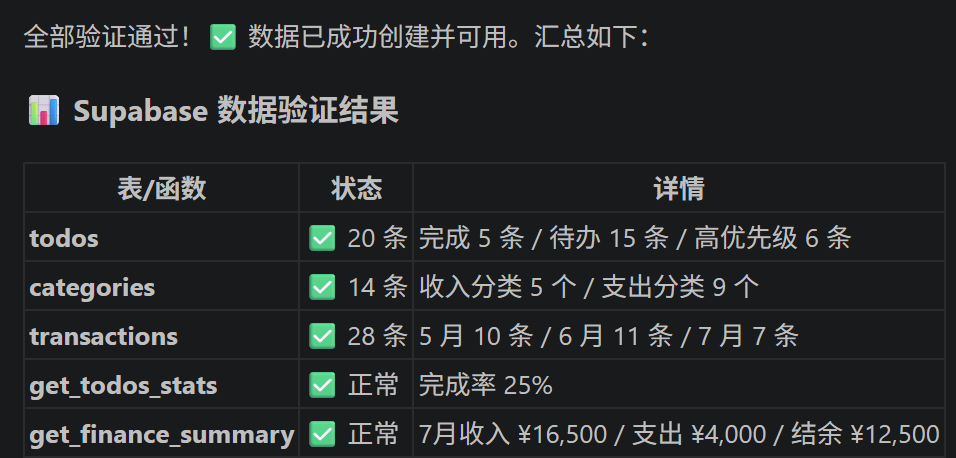 全部验证通过！ ✅ 数据已成功创建并可用。汇总如下：
📊 Supabase 数据验证结果
表/函数 状态 详情
todos ✅ 20 条 完成 5 条 / 待办 15 条 / 高优先级 6 条
categories ✅ 14 条 收入分类 5 个 / 支出分类 9 个
transactions ✅ 28 条 5 月 10 条 / 6 月 11 条 / 7 月 7 条
get_todos_stats ✅ 正常 完成率 25%
get_finance_summary ✅ 正常 7月收入 ¥16,500 / 支出 ¥4,000 / 结余 ¥12,500